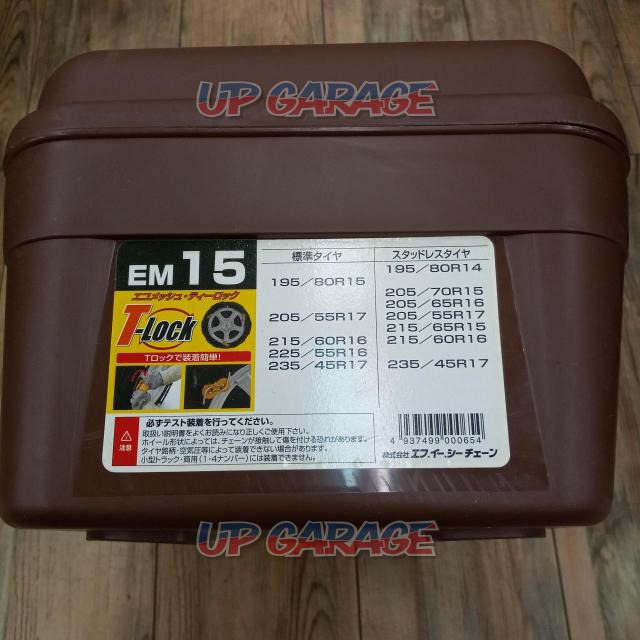 UP GARAGE
EM 15
エコメッシュ・ティーロック
T-LOCK
Tロックで装着簡単!
標準タイヤ
195/80R15
205/55R17
215/60R16
225/55R16
235/45R17
スタッドレスタイヤ
195/80R14
205/70R15
205/65R16
205/55R17
215/65R15
215/60R16
235/45R17
注意
必ずテスト装着を行ってください。
取扱い説明書をよくお読みになり正しくご使用下さい。
ホイール形状によっては、チェーンが接触して傷を付ける恐れがあります。
タイヤ銘柄・空気圧等によって装着できない場合があります。
小型トラック・商用(1・4ナンバー)には装着できません。
4 937499 000654
株式会社 エフ.イー.シーチェーン
UP GARAGE